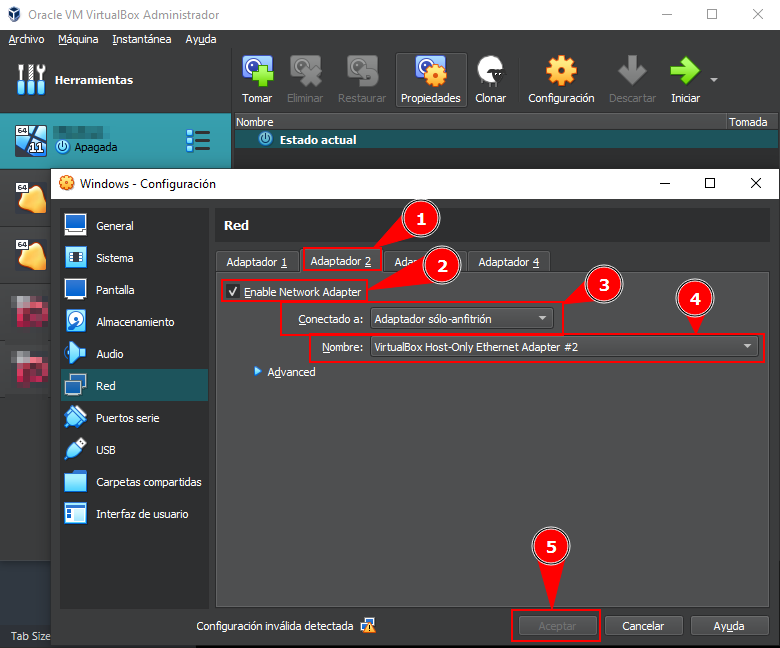 Oracle VM VirtualBox Administrador
Archivo Máquina Instantánea Ayuda
Herramientas
Tomar Eliminar Restaurar Propiedades Clonar Configuración Descartar Iniciar
Nombre Tomada
64 11 Apagada
Estado actual
64
64
Windows - Configuración
General
Sistema
Pantalla
Almacenamiento
Audio
Red
Puertos serie
USB
Carpetas compartidas
Interfaz de usuario
Red
1
Adaptador 1 Adaptador 2 Adap Adaptador 4
2
Enable Network Adapter
3
Conectado a: Adaptador sólo-anfitrión
4
Nombre: VirtualBox Host-Only Ethernet Adapter #2
Advanced
5
Configuración inválida detectada
Aceptar Cancelar Ayuda
Tab Size